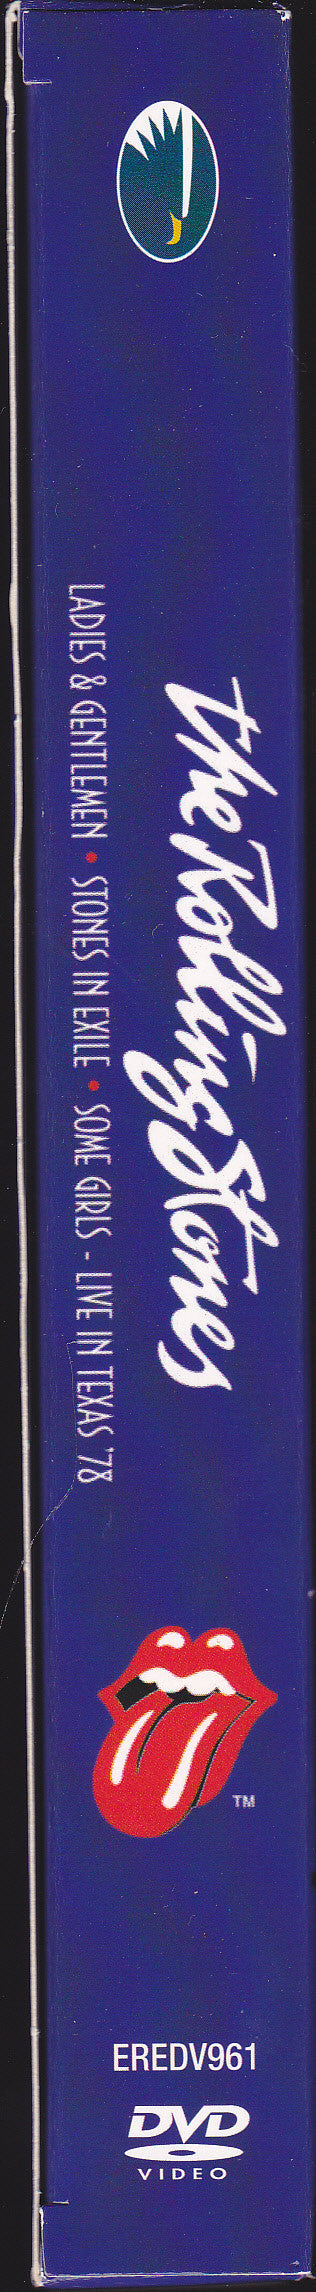 the Rolling Stones
LADIES & GENTLEMEN • STONES IN EXILE • SOME GIRLS - LIVE IN TEXAS '78
TM
EREDV961
DVD
VIDEO